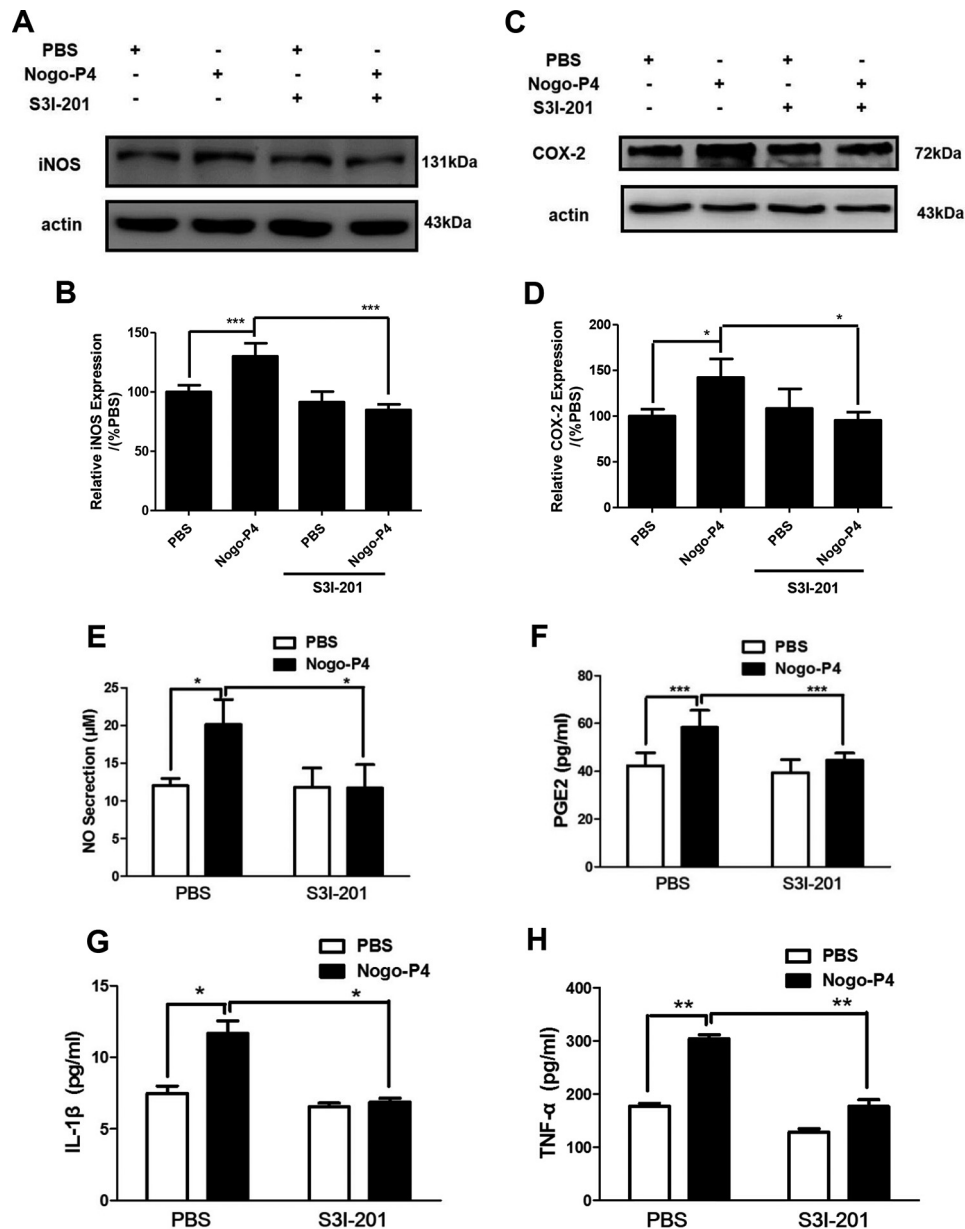 A
PBS + - + -
Nogo-P4 - + - +
S3I-201 - - + +
iNOS 131kDa
actin 43kDa
C
PBS + - + -
Nogo-P4 - + - +
S3I-201 - - + +
COX-2 72kDa
actin 43kDa
B
Relative iNOS Expression
/(%PBS)
150
100
50
0
*** ***
PBS Nogo-P4 PBS Nogo-P4
S3I-201
D
Relative COX-2 Expression
/(%PBS)
200
150
100
50
0
* *
PBS Nogo-P4 PBS Nogo-P4
S3I-201
E
PBS
Nogo-P4
NO Secrection (µM)
25
20
15
10
5
0
* *
PBS S3I-201
F
PBS
Nogo-P4
PGE2 (pg/ml)
80
60
40
20
0
*** ***
PBS S3I-201
G
PBS
Nogo-P4
IL-1β (pg/ml)
15
10
5
0
* *
PBS S3I-201
H
PBS
Nogo-P4
TNF-α (pg/ml)
400
300
200
100
0
** **
PBS S3I-201